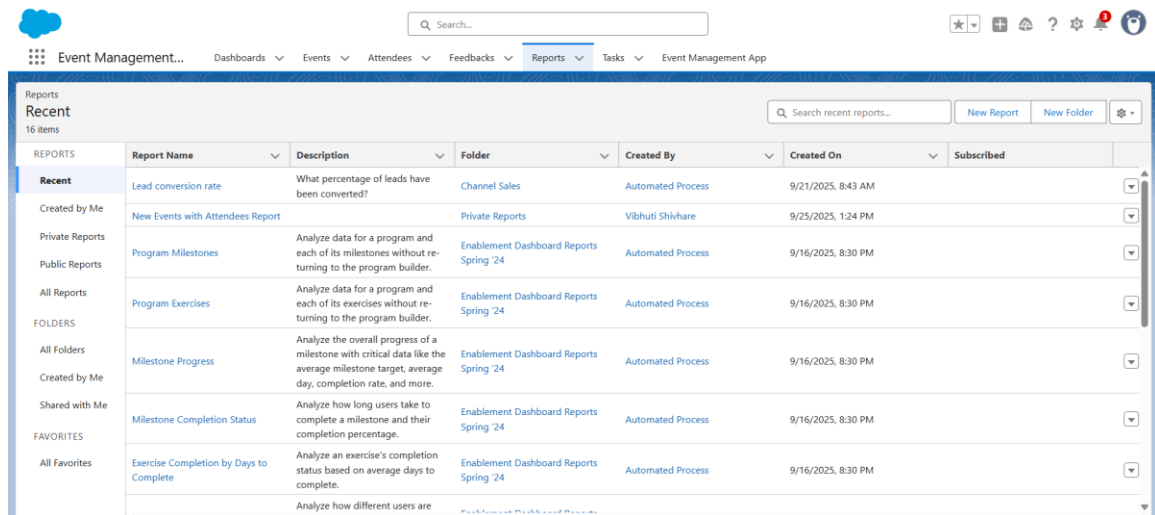 Search...
3
Event Management...
Dashboards
Events
Attendees
Feedbacks
Reports
Tasks
Event Management App
Reports
Recent
16 items
Search recent reports...
New Report
New Folder
REPORTS
Recent
Created by Me
Private Reports
Public Reports
All Reports
FOLDERS
All Folders
Created by Me
Shared with Me
FAVORITES
All Favorites
Report Name
Description
Folder
Created By
Created On
Subscribed
Lead conversion rate
What percentage of leads have
been converted?
Channel Sales
Automated Process
9/21/2025, 8:43 AM
New Events with Attendees Report
Private Reports
Vibhuti Shivhare
9/25/2025, 1:24 PM
Program Milestones
Analyze data for a program and
each of its milestones without re-
turning to the program builder.
Enablement Dashboard Reports
Spring '24
Automated Process
9/16/2025, 8:30 PM
Program Exercises
Analyze data for a program and
each of its exercises without re-
turning to the program builder.
Enablement Dashboard Reports
Spring '24
Automated Process
9/16/2025, 8:30 PM
Milestone Progress
Analyze the overall progress of a
milestone with critical data like the
average milestone target, average
day, completion rate, and more.
Enablement Dashboard Reports
Spring '24
Automated Process
9/16/2025, 8:30 PM
Milestone Completion Status
Analyze how long users take to
complete a milestone and their
completion percentage.
Enablement Dashboard Reports
Spring '24
Automated Process
9/16/2025, 8:30 PM
Exercise Completion by Days to
Complete
Analyze an exercise's completion
status based on average days to
complete.
Enablement Dashboard Reports
Spring '24
Automated Process
9/16/2025, 8:30 PM
Analyze how different users are